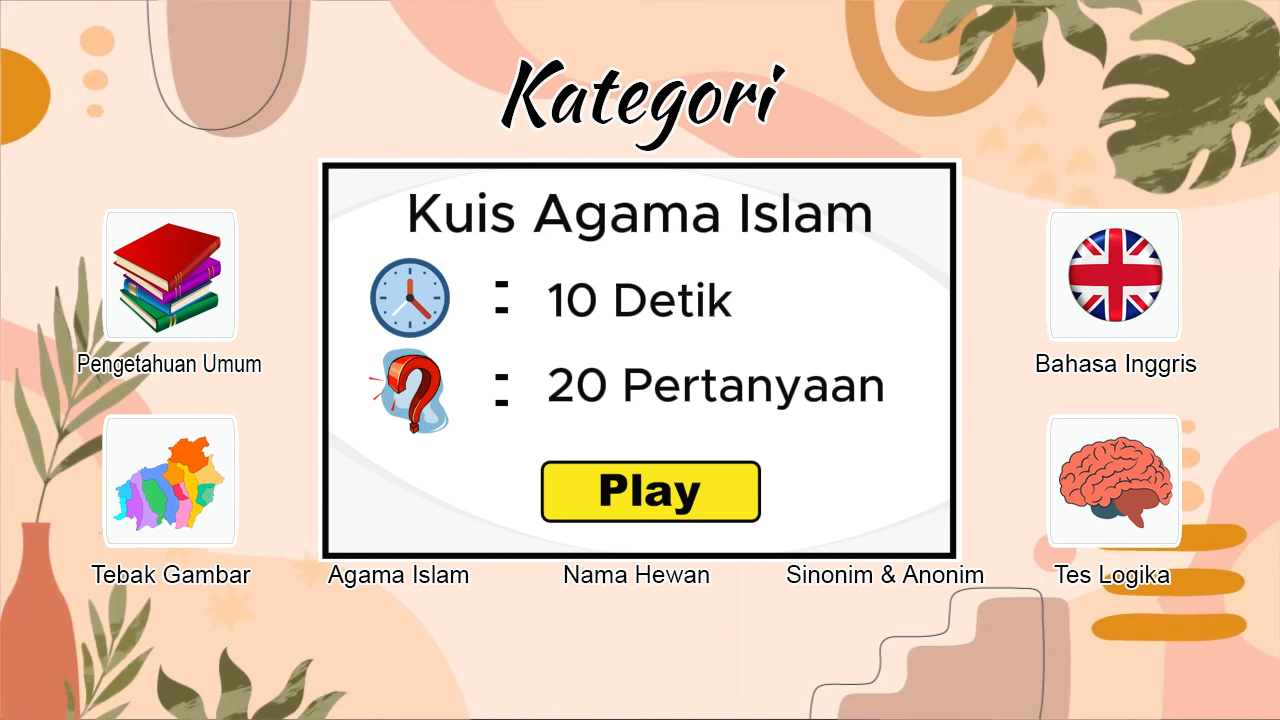 Kategori
Kuis Agama Islam
: 10 Detik
: 20 Pertanyaan
Play
Pengetahuan Umum
Bahasa Inggris
Tebak Gambar
Agama Islam
Nama Hewan
Sinonim & Anonim
Tes Logika